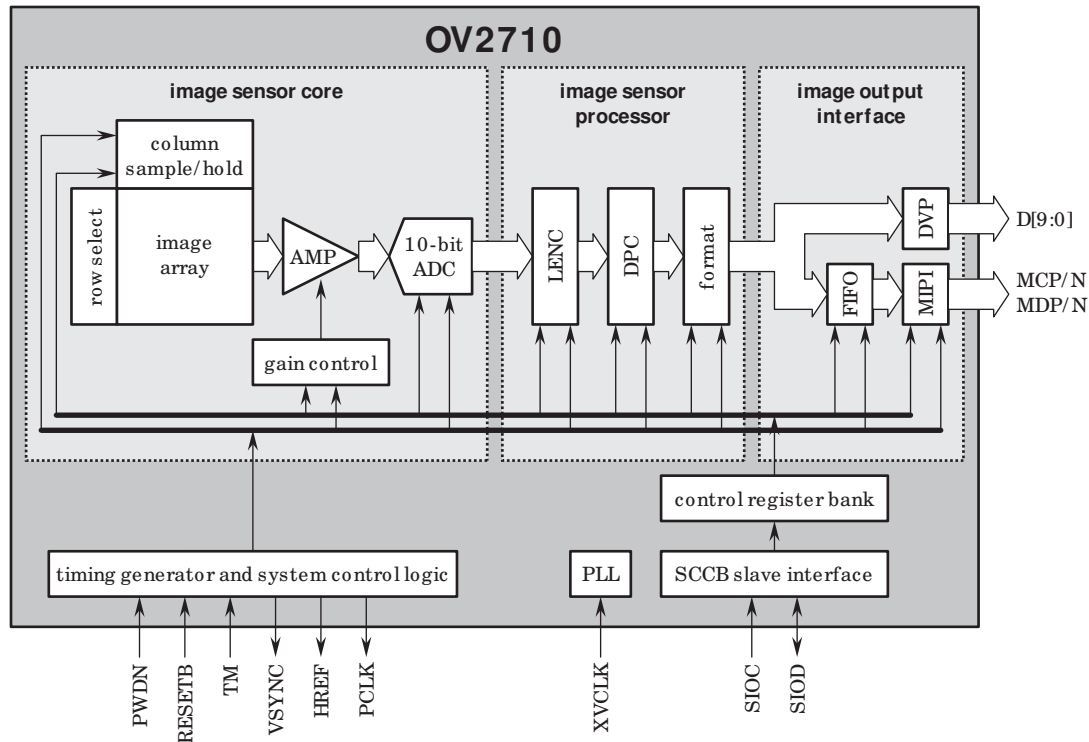 OV2710
image sensor core
image sensor
processor
image output
interface
column
sample/hold
row select
image
array
AMP
10-bit
ADC
gain control
LENC
DPC
format
DVP
FIFO
MIPI
D[9:0]
MCP/N
MDP/N
control register bank
timing generator and system control logic
PLL
SCCB slave interface
PWDN
RESETB
TM
VSYNC
HREF
PCLK
XVCLK
SIOC
SIOD